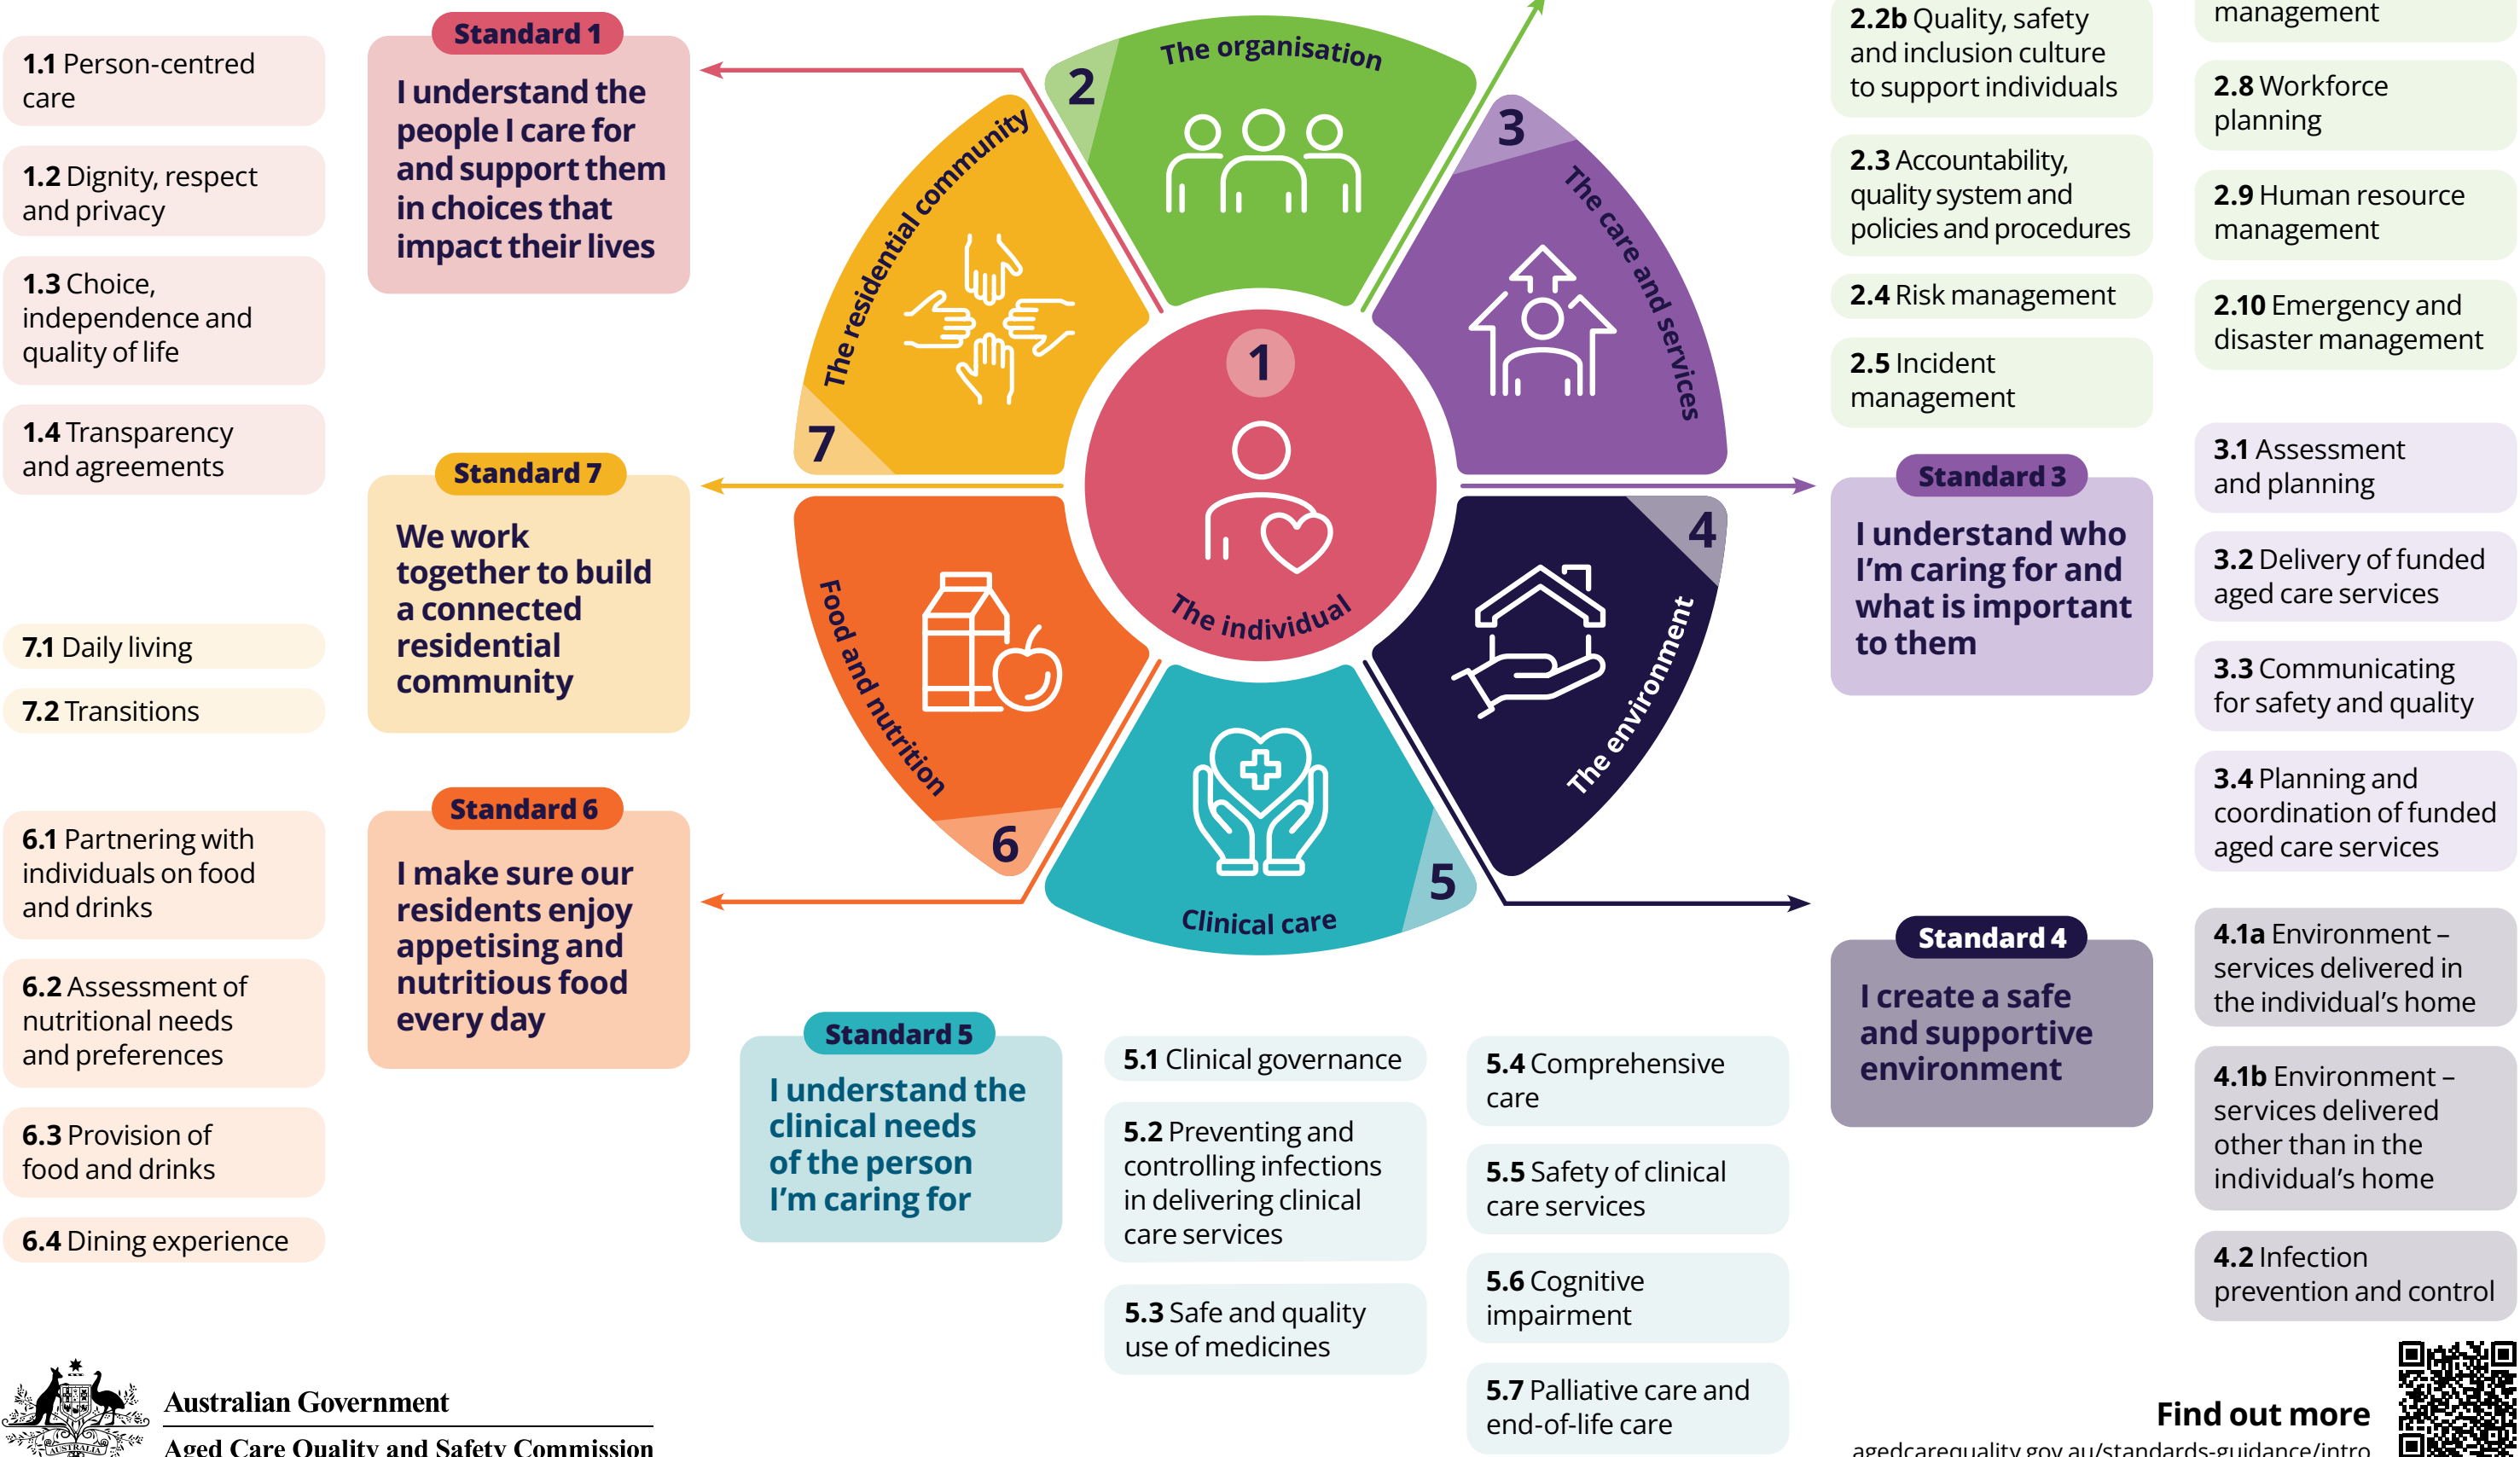 1.1 Person-centred
care
1.2 Dignity, respect
and privacy
1.3 Choice,
independence and
quality of life
1.4 Transparency
and agreements
Standard 1
I understand the
people I care for
and support them
in choices that
impact their lives
7.1 Daily living
7.2 Transitions
Standard 7
We work
together to build
a connected
residential
community
6.1 Partnering with
individuals on food
and drinks
6.2 Assessment of
nutritional needs
and preferences
6.3 Provision of
food and drinks
6.4 Dining experience
Standard 6
I make sure our
residents enjoy
appetising and
nutritious food
every day
1
The individual
2
The organisation
3
The care and services
4
The environment
5
Clinical care
6
Food and nutrition
7
The residential community
2.2b Quality, safety
and inclusion culture
to support individuals
2.3 Accountability,
quality system and
policies and procedures
2.4 Risk management
2.5 Incident
management
management
2.8 Workforce
planning
2.9 Human resource
management
2.10 Emergency and
disaster management
Standard 3
I understand who
I'm caring for and
what is important
to them
3.1 Assessment
and planning
3.2 Delivery of funded
aged care services
3.3 Communicating
for safety and quality
3.4 Planning and
coordination of funded
aged care services
Standard 4
I create a safe
and supportive
environment
4.1a Environment –
services delivered in
the individual's home
4.1b Environment –
services delivered
other than in the
individual's home
4.2 Infection
prevention and control
Standard 5
I understand the
clinical needs
of the person
I'm caring for
5.1 Clinical governance
5.2 Preventing and
controlling infections
in delivering clinical
care services
5.3 Safe and quality
use of medicines
5.4 Comprehensive
care
5.5 Safety of clinical
care services
5.6 Cognitive
impairment
5.7 Palliative care and
end-of-life care
AUSTRALIA
Australian Government
Aged Care Quality and Safety Commission
Find out more
agedcarequality.gov.au/standards-guidance/intro